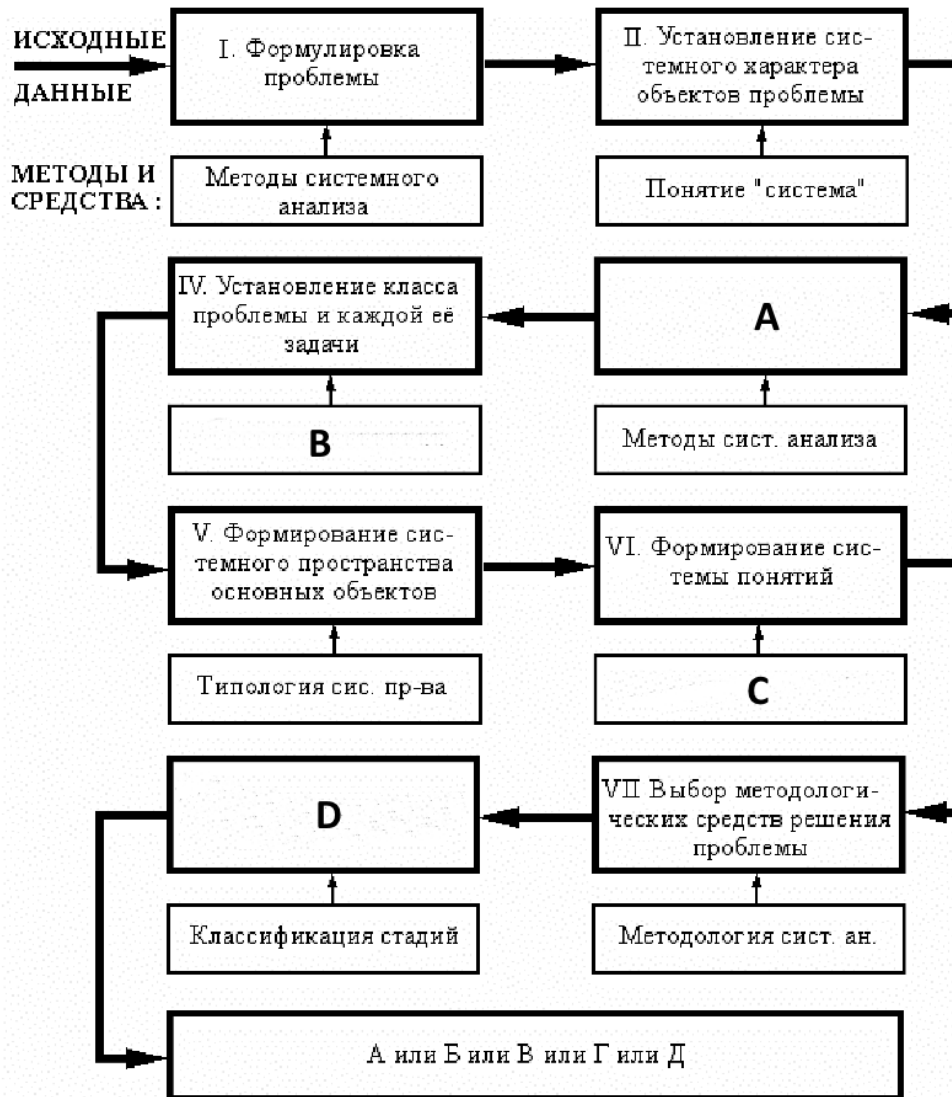 ИСХОДНЫЕ
ДАННЫЕ
I. Формулировка
проблемы
II. Установление сис-
темного характера
объектов проблемы
МЕТОДЫ И
СРЕДСТВА :
Методы системного
анализа
Понятие "система"
IV. Установление класса
проблемы и каждой её
задачи
A
B
Методы сист. анализа
V. Формирование сис-
темного пространства
основных объектов
VI. Формирование сис-
темы понятий
Типология сис. пр-ва
C
D
VII Выбор методологи-
ческих средств решения
проблемы
Классификация стадий
Методология сист. ан.
А или Б или В или Г или Д